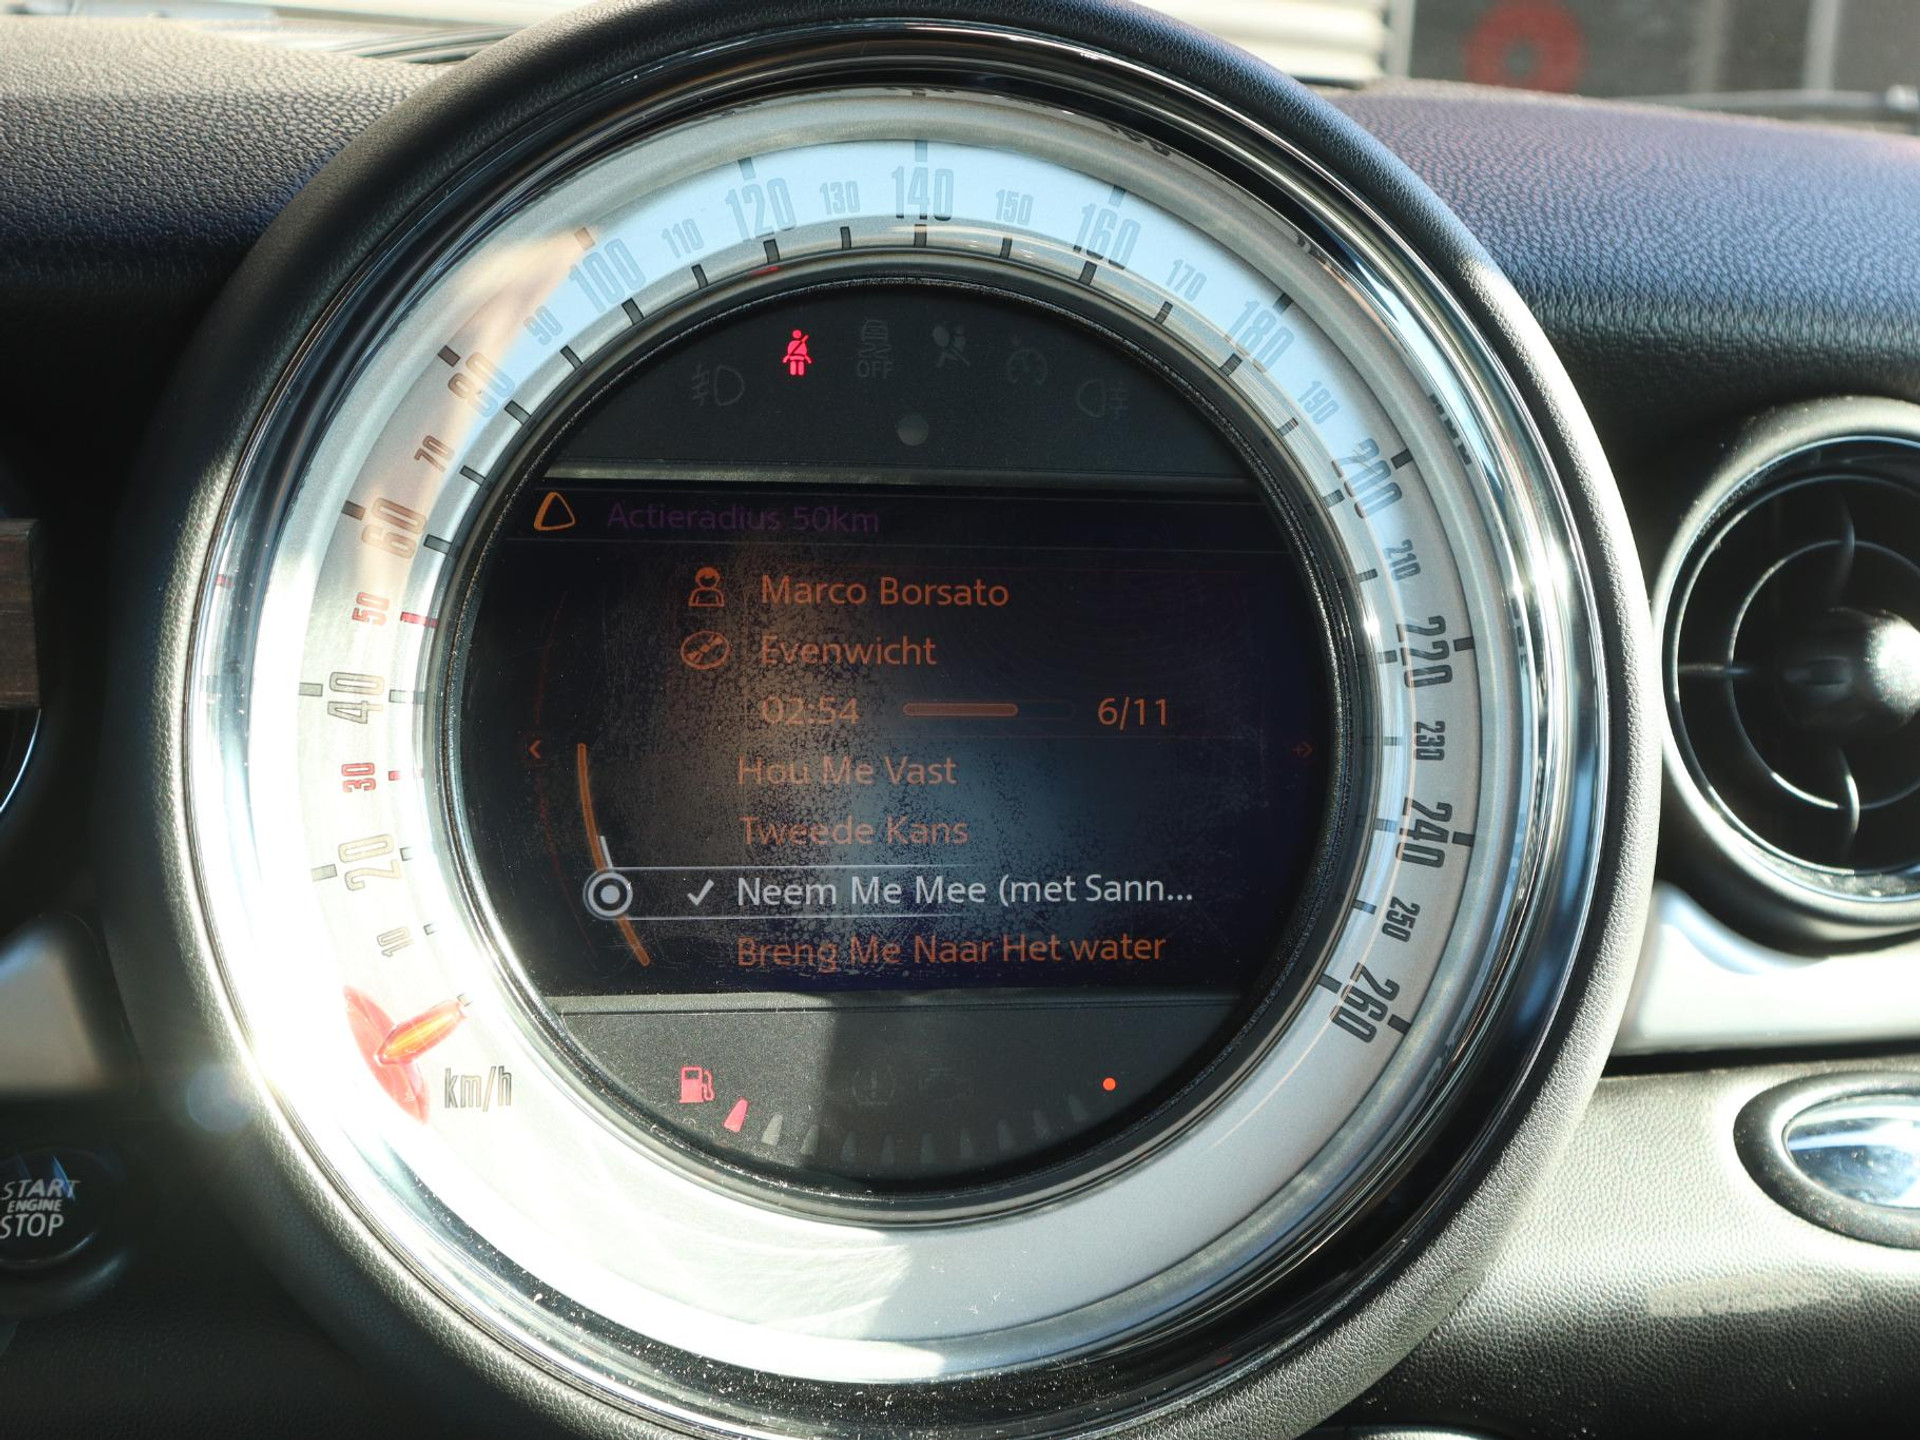 10
20
30
40
50
60
70
80
90
100
110
120
130
140
150
160
170
180
190
200
210
220
230
240
250
260
km/h
OFF
Actieradius 50km
Marco Borsato
Evenwicht
02:54 6/11
Hou Me Vast
Tweede Kans
Neem Me Mee (met Sann...
Breng Me Naar Het water
START
ENGINE
STOP